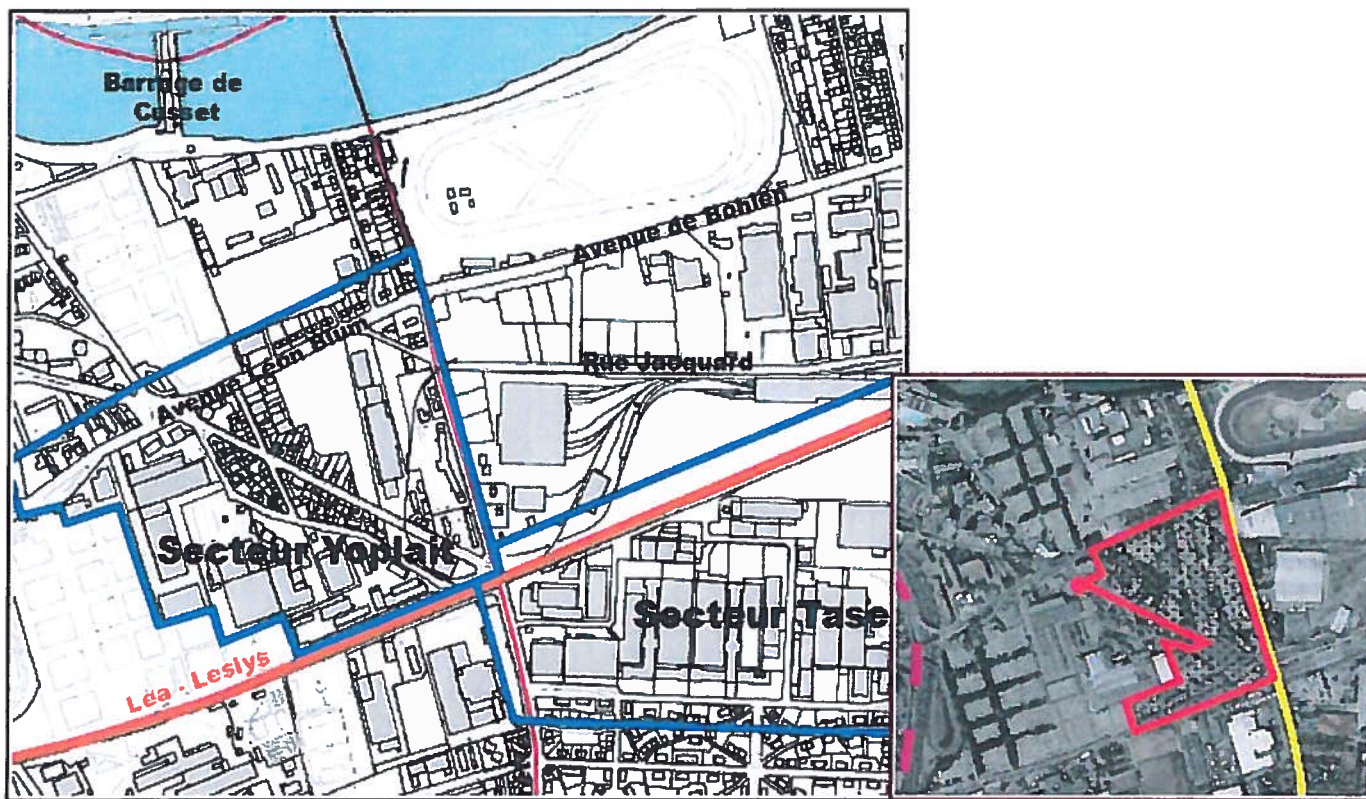 Barrage de
Cusset
Avenue de Bohlen
Avenue Léon Blum
Rue Jacquard
Secteur Yoplait
Secteur Tase
Léa - Leslys